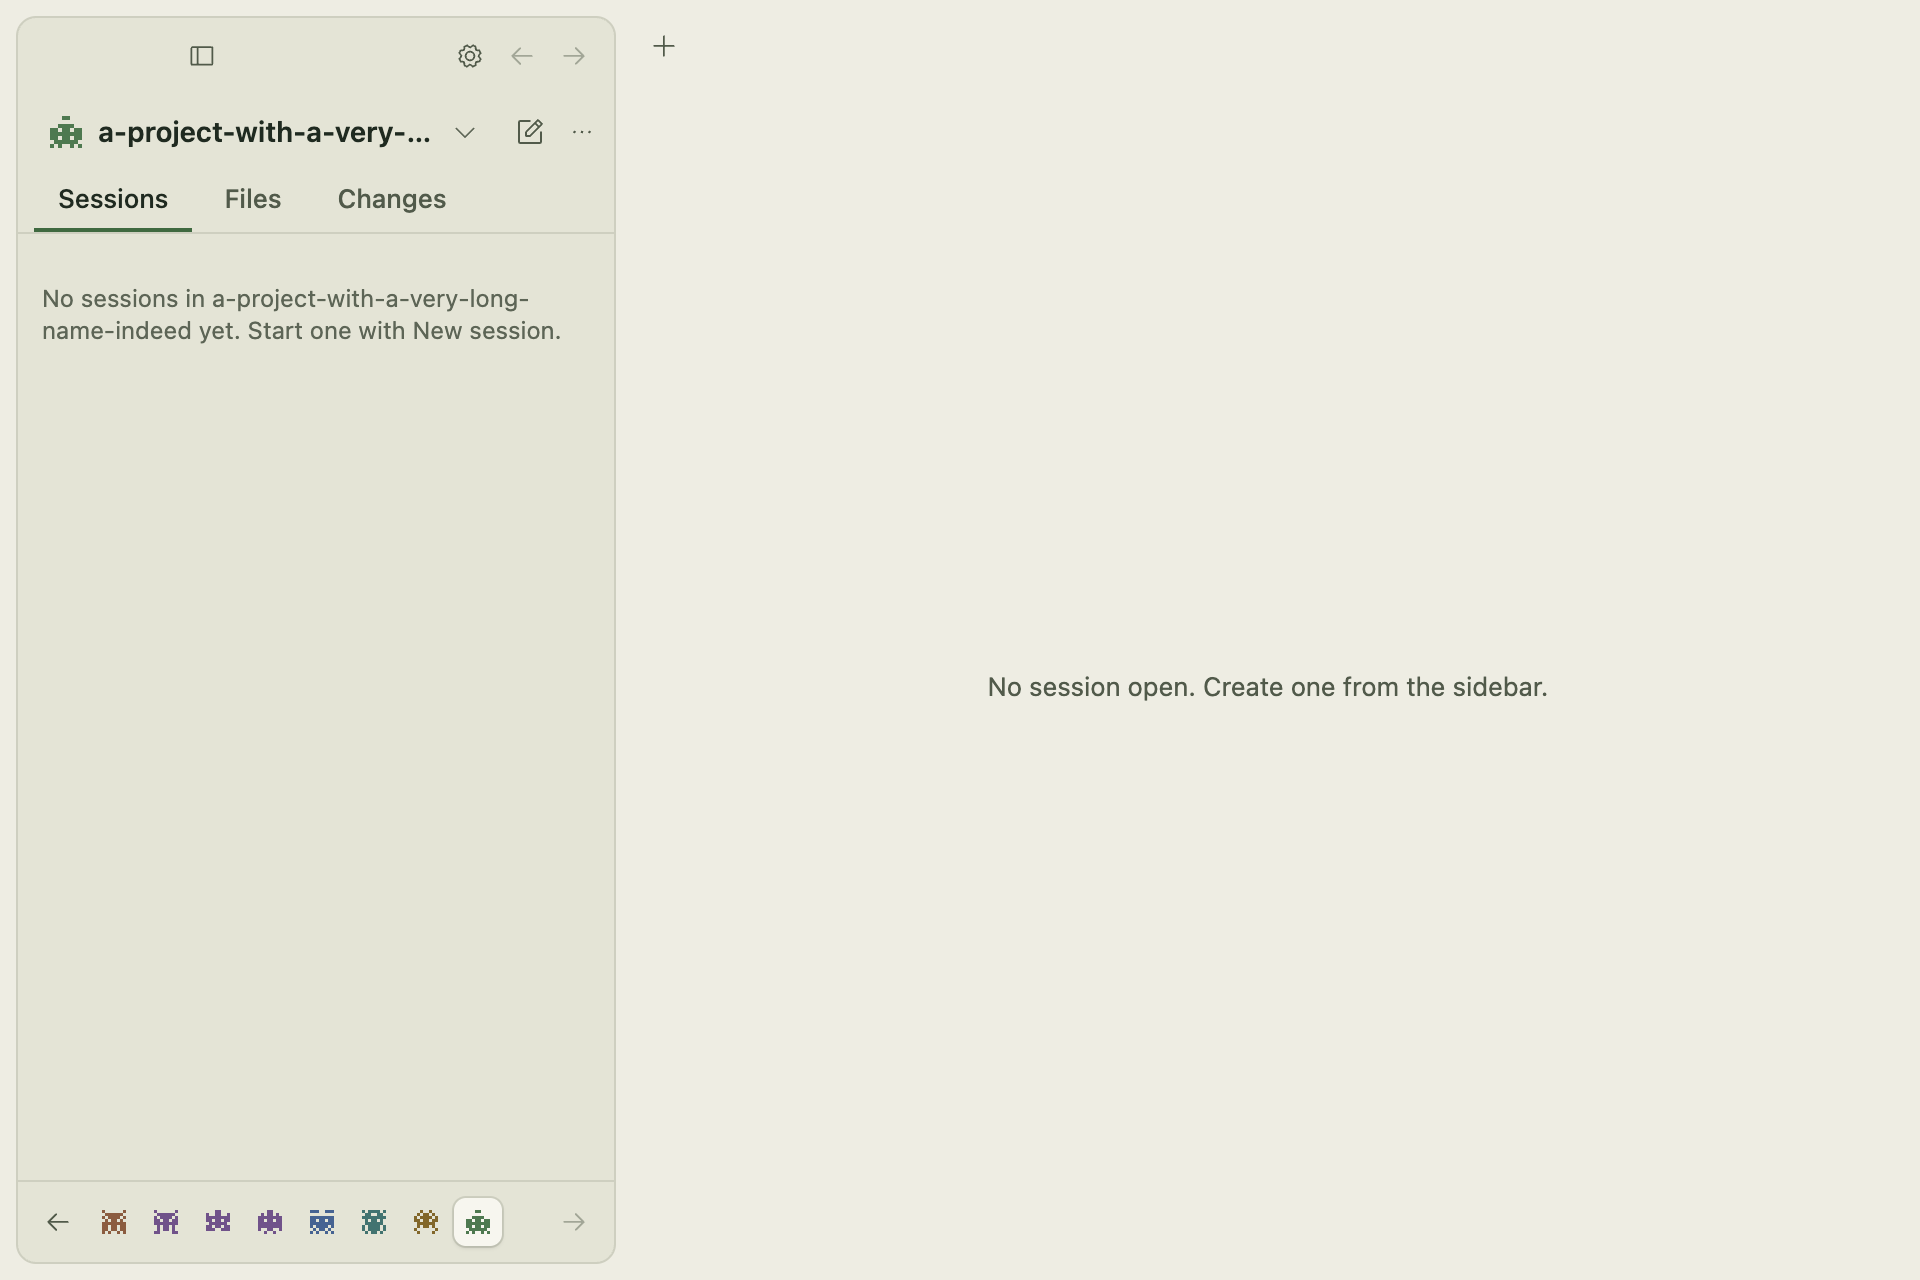 a-project-with-a-very-...
Sessions Files Changes
No sessions in a-project-with-a-very-long-
name-indeed yet. Start one with New session.
No session open. Create one from the sidebar.